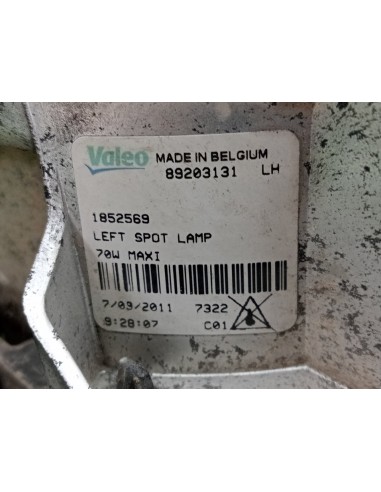 Valeo MADE IN BELGIUM
89203131 LH
1852569
LEFT SPOT LAMP
70W MAXI
7/03/2011 7322
9:28:07 C01